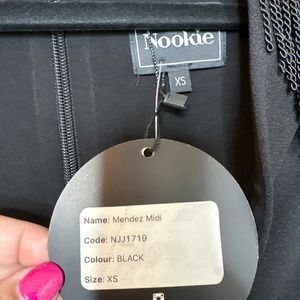 Nookie
XS
Name: Mendez Midi
Code: NJJ1719
Colour: BLACK
Size: XS